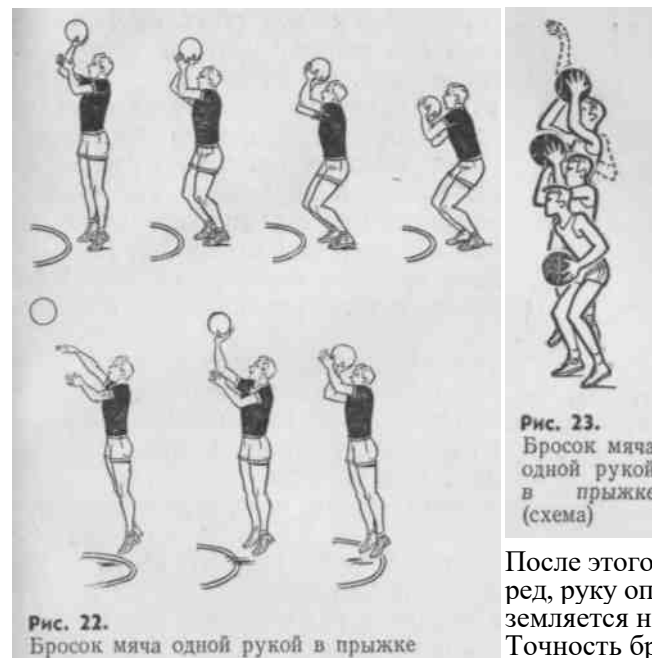 Рис. 22.
Бросок мяча одной рукой в прыжке
Рис. 23.
Бросок мяча
одной рукой
в прыжке
(схема)
После этого
ред, руку оп
земляется н
Точность бр